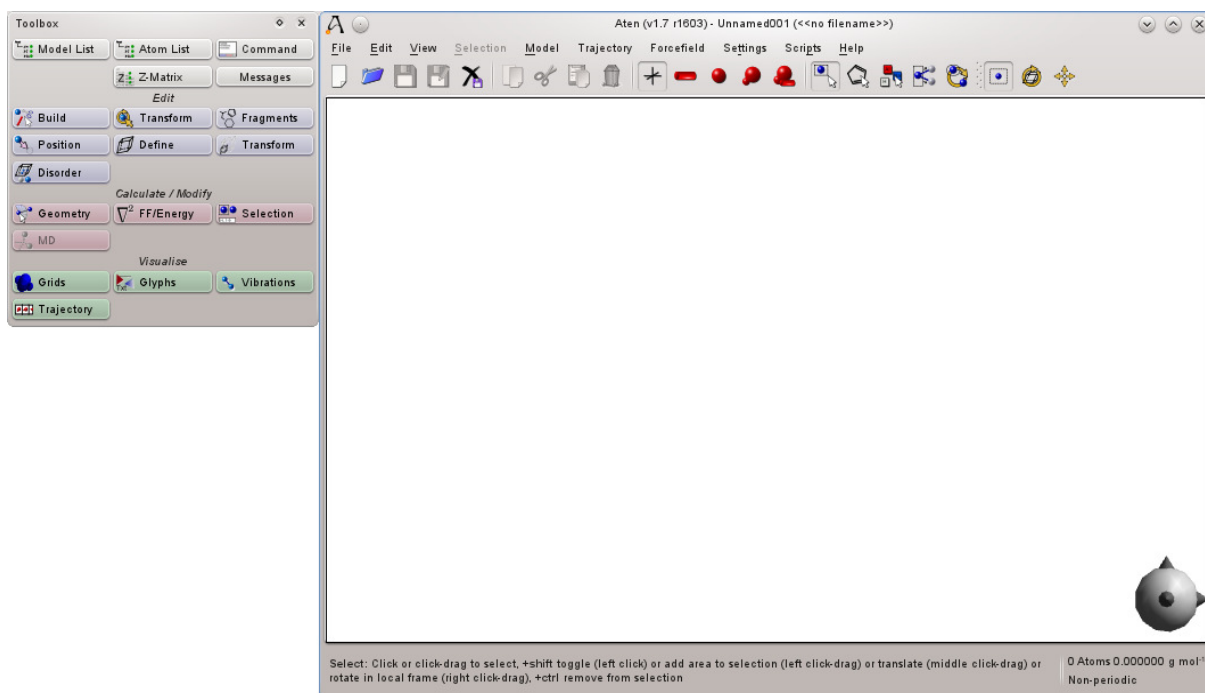 Toolbox
Model List Atom List Command
Z-Matrix Messages
Edit
Build Transform Fragments
Position Define Transform
Disorder
Calculate / Modify
Geometry FF/Energy Selection
MD
Visualise
Grids Glyphs Vibrations
Trajectory
Aten (v1.7 r1603) - Unnamed001 (<<no filename>>)
File Edit View Selection Model Trajectory Forcefield Settings Scripts Help
Select: Click or click-drag to select, +shift toggle (left click) or add area to selection (left click-drag) or translate (middle click-drag) or
rotate in local frame (right click-drag), +ctrl remove from selection
0 Atoms 0.000000 g mol⁻¹
Non-periodic